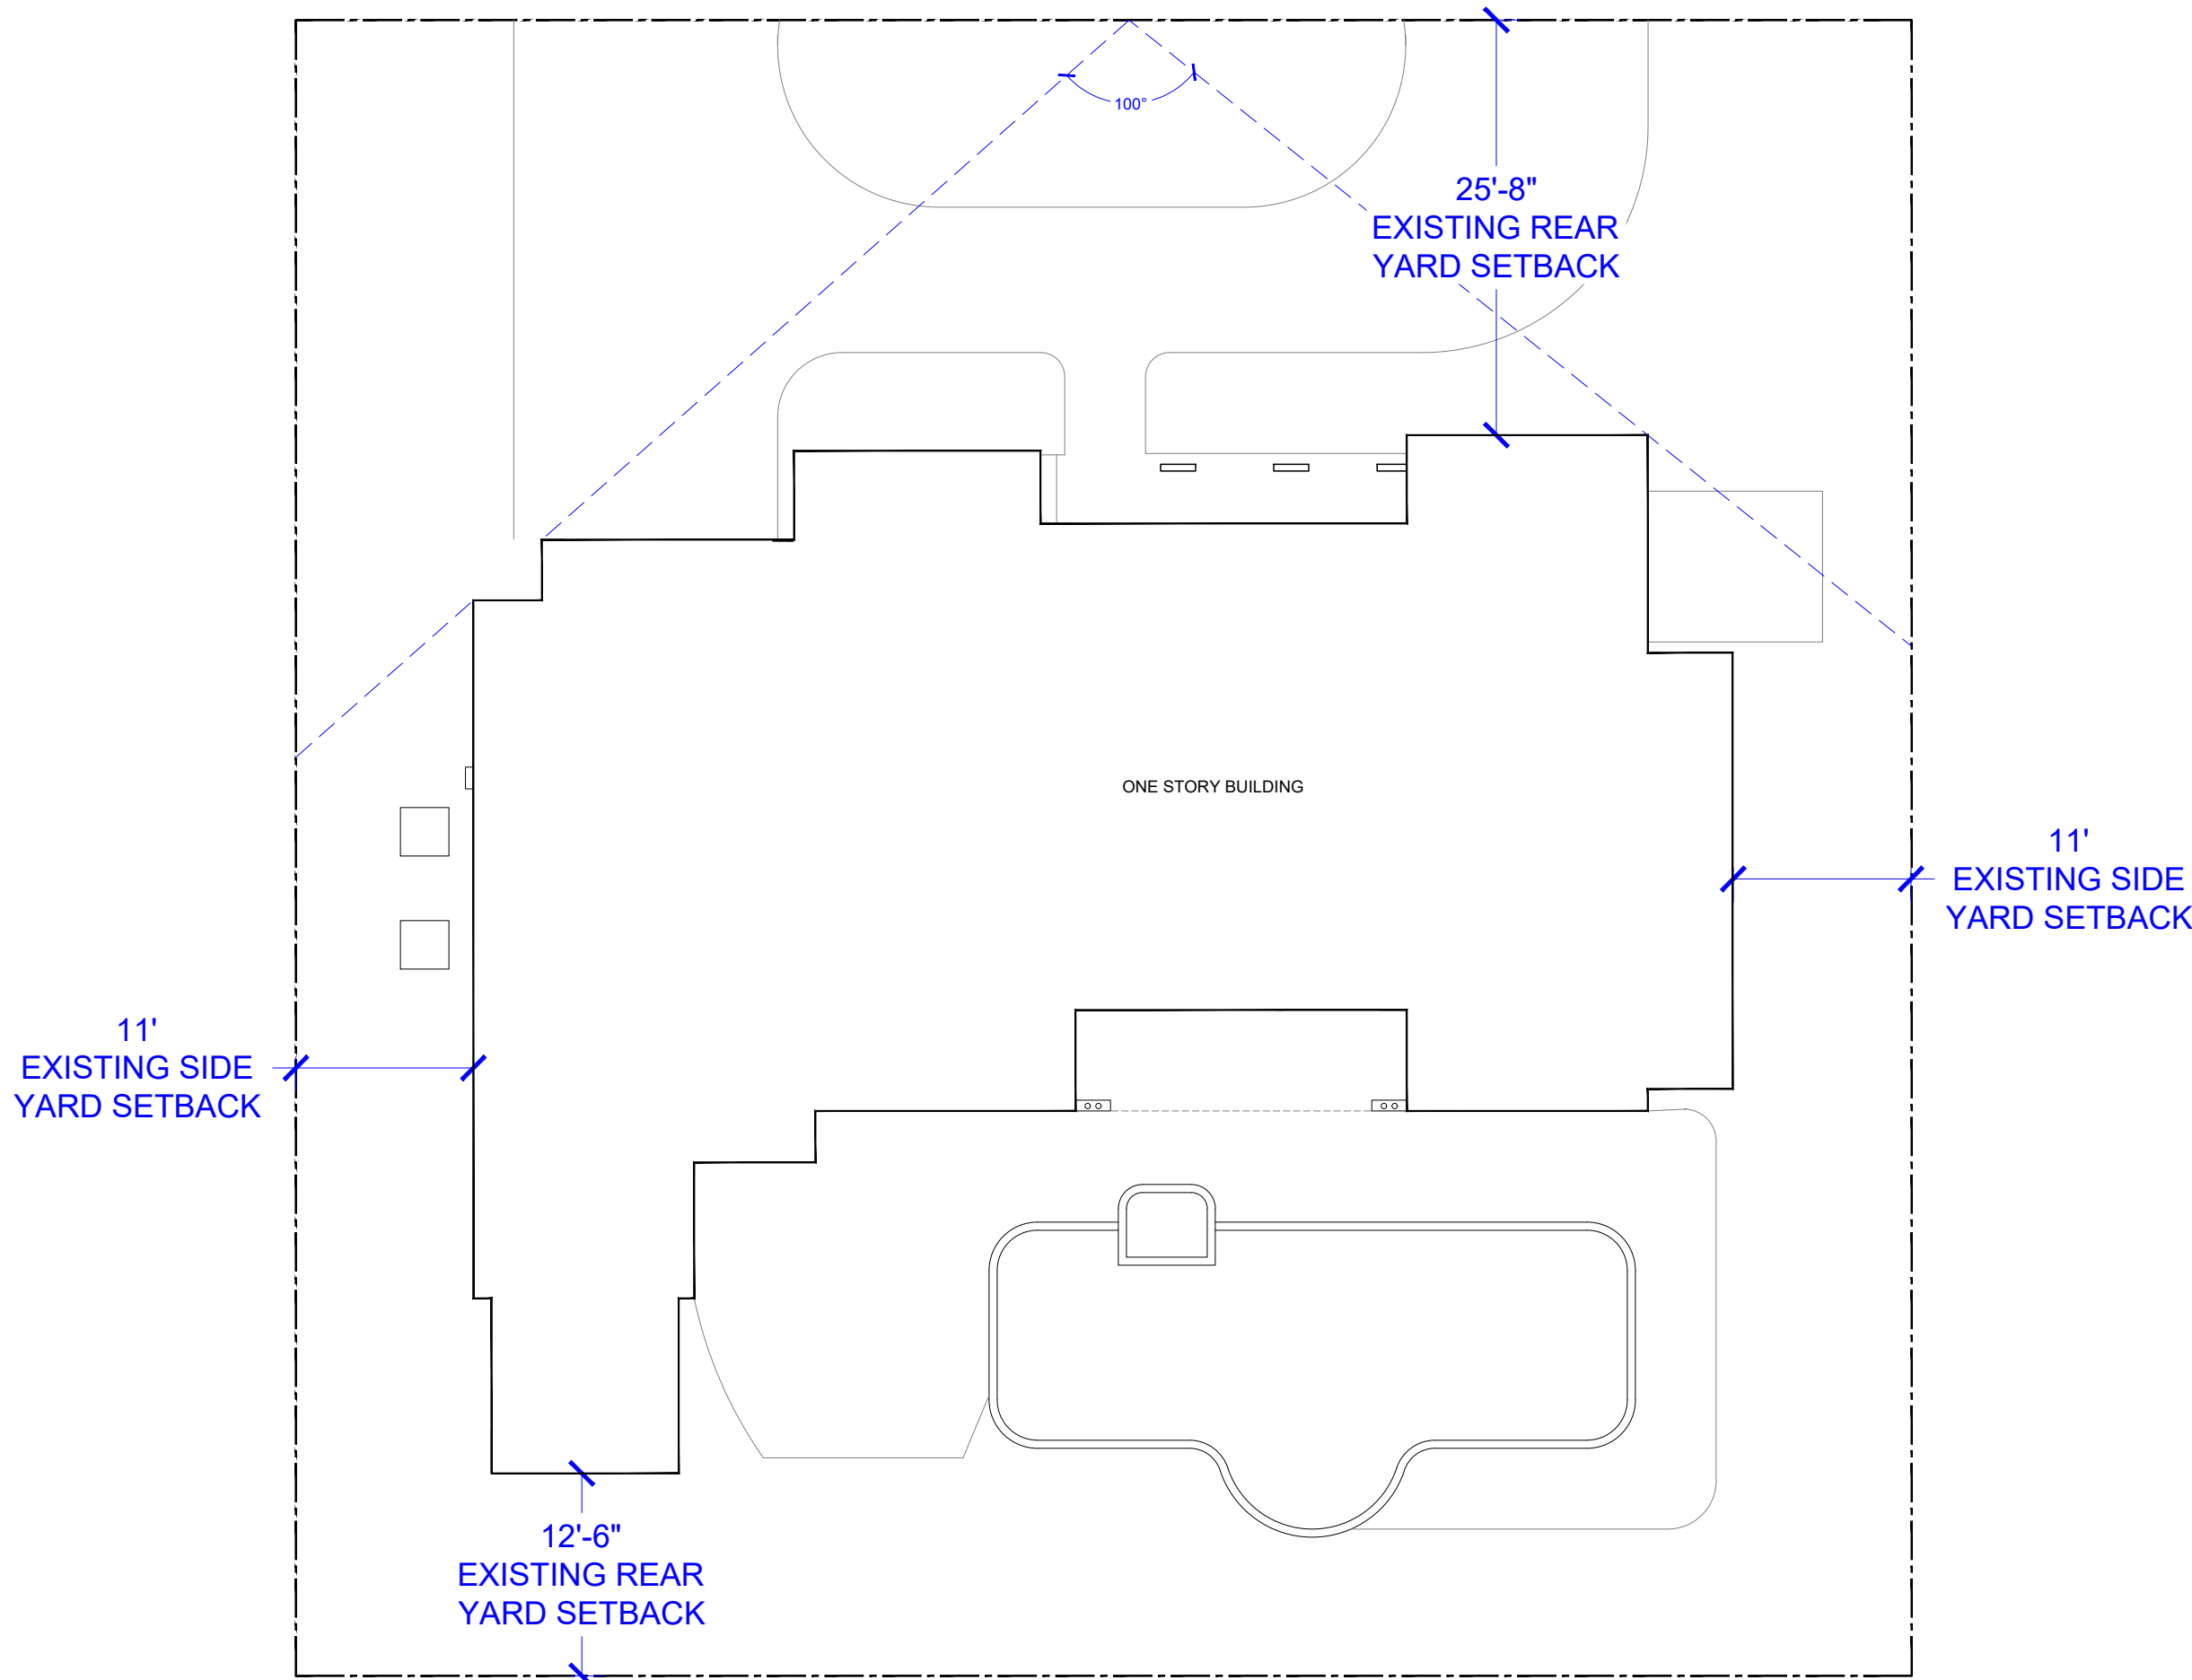 100°
25'-8"
EXISTING REAR
YARD SETBACK
ONE STORY BUILDING
11'
EXISTING SIDE
YARD SETBACK
11'
EXISTING SIDE
YARD SETBACK
12'-6"
EXISTING REAR
YARD SETBACK